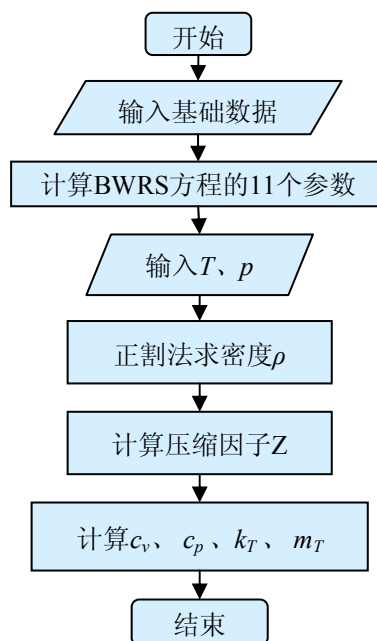 开始
输入基础数据
计算BWRS方程的11个参数
输入T、p
正割法求密度ρ
计算压缩因子Z
计算cv、 cp、 kT、 mT
结束